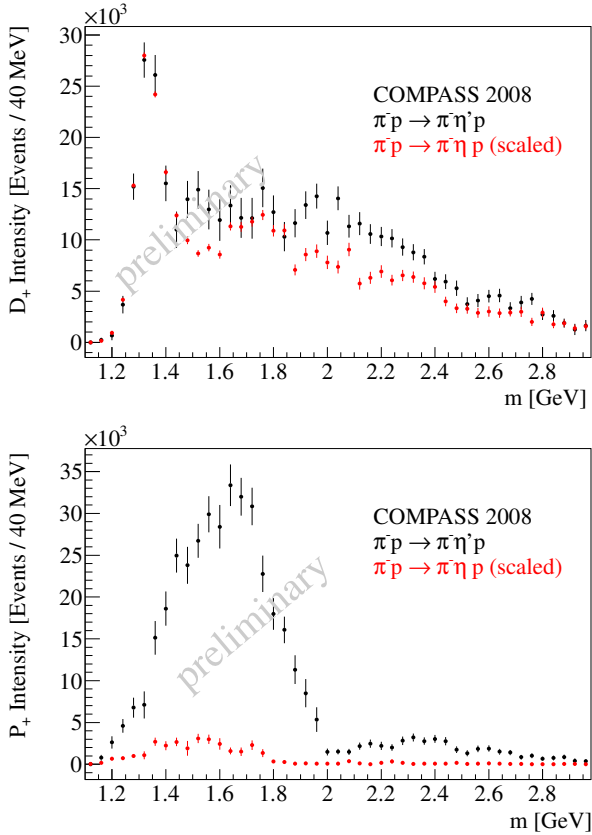 ×10³
30
25
20
15
10
5
0
D₊ Intensity [Events / 40 MeV]
COMPASS 2008
π⁻p → π⁻η'p
π⁻p → π⁻η p (scaled)
preliminary
1.2 1.4 1.6 1.8 2 2.2 2.4 2.6 2.8
m [GeV]
×10³
35
30
25
20
15
10
5
0
P₊ Intensity [Events / 40 MeV]
COMPASS 2008
π⁻p → π⁻η'p
π⁻p → π⁻η p (scaled)
preliminary
1.2 1.4 1.6 1.8 2 2.2 2.4 2.6 2.8
m [GeV]